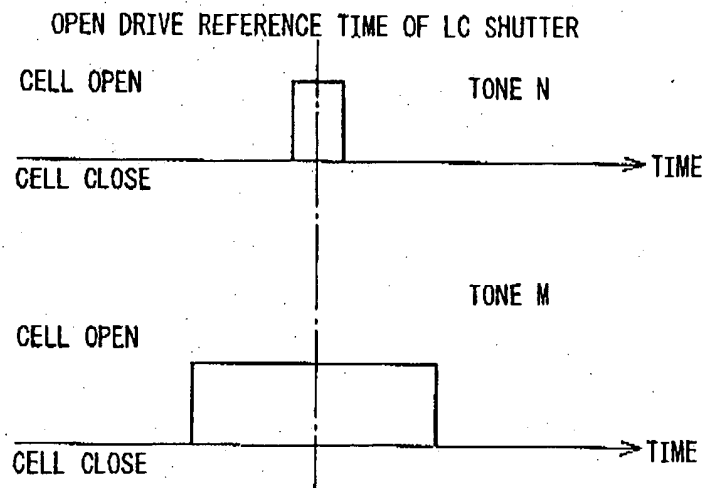 OPEN DRIVE REFERENCE TIME OF LC SHUTTER
CELL OPEN
TONE N
TIME
CELL CLOSE
TONE M
CELL OPEN
TIME
CELL CLOSE